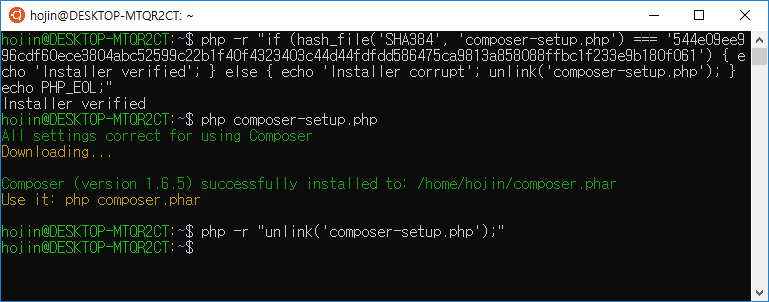 hojin@DESKTOP-MTQR2CT: ~
hojin@DESKTOP-MTQR2CT:~$ php -r "if (hash_file('SHA384', 'composer-setup.php') === '544e09ee9
96cdf60ece3804abc52599c22b1f40f4323403c44d44fdfdd586475ca9813a858088ffbc1f233e9b180f061') { e
cho 'Installer verified'; } else { echo 'Installer corrupt'; unlink('composer-setup.php'); }
echo PHP_EOL;"
Installer verified
hojin@DESKTOP-MTQR2CT:~$ php composer-setup.php
All settings correct for using Composer
Downloading...
Composer (version 1.6.5) successfully installed to: /home/hojin/composer.phar
Use it: php composer.phar
hojin@DESKTOP-MTQR2CT:~$ php -r "unlink('composer-setup.php');"
hojin@DESKTOP-MTQR2CT:~$